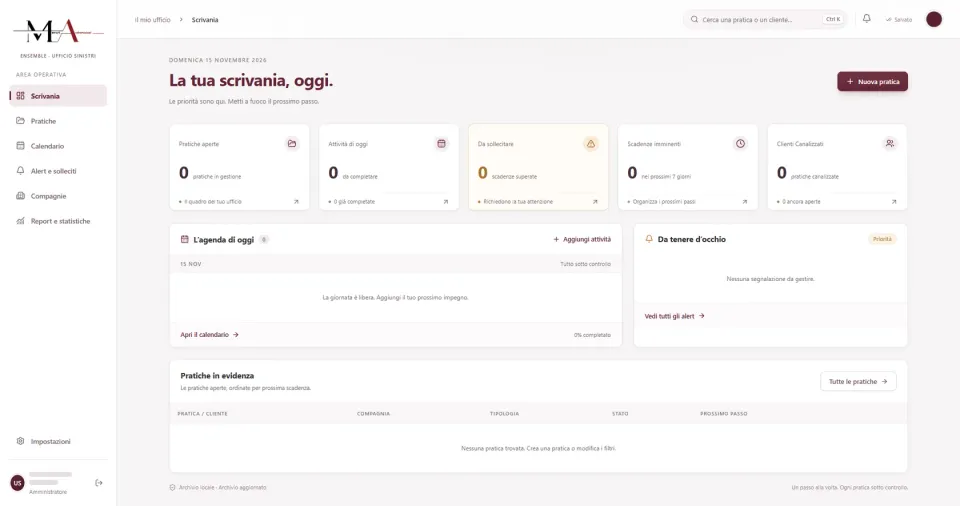 MA
ENSEMBLE · UFFICIO SINISTRI
AREA OPERATIVA
Scrivania
Pratiche
Calendario
Alert e solleciti
Compagnie
Report e statistiche
Impostazioni
US
Amministratore
Il mio ufficio > Scrivania
Cerca una pratica o un cliente... Ctrl K
Salvato
DOMENICA 15 NOVEMBRE 2026
La tua scrivania, oggi.
Le priorità sono qui. Metti a fuoco il prossimo passo.
+ Nuova pratica
Pratiche aperte
0 pratiche in gestione
• Il quadro del tuo ufficio
Attività di oggi
0 da completare
• 0 già completate
Da sollecitare
0 scadenze superate
• Richiedono la tua attenzione
Scadenze imminenti
0 nei prossimi 7 giorni
• Organizza i prossimi passi
Clienti Canalizzati
0 pratiche canalizzate
• 0 ancora aperte
L'agenda di oggi 0
+ Aggiungi attività
15 NOV
Tutto sotto controllo
La giornata è libera. Aggiungi il tuo prossimo impegno.
Apri il calendario →
0% completato
Da tenere d'occhio
Priorità
Nessuna segnalazione da gestire.
Vedi tutti gli alert →
Pratiche in evidenza
Le pratiche aperte, ordinate per prossima scadenza.
Tutte le pratiche →
PRATICA / CLIENTE COMPAGNIA TIPOLOGIA STATO PROSSIMO PASSO
Nessuna pratica trovata. Crea una pratica o modifica i filtri.
Archivio locale · Archivio aggiornato
Un passo alla volta. Ogni pratica sotto controllo.